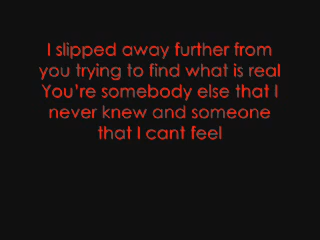 I slipped away further from
you trying to find what is real
You're somebody else that I
never knew and someone
that I cant feel